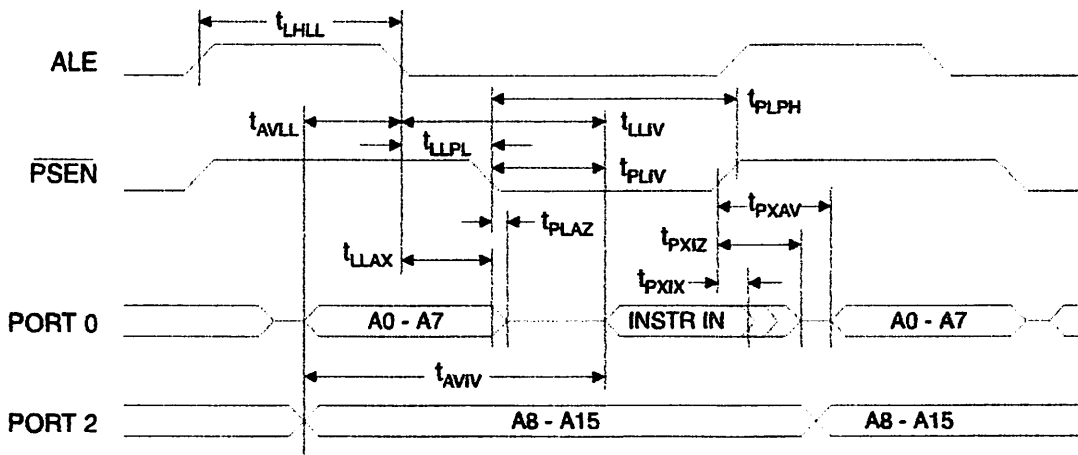 tLHLL
ALE
tPLPH
tAVLL
tLLIV
tLLPL
PSEN
tPLIV
tPXAV
tPLAZ
tPXIZ
tLLAX
tPXIX
PORT 0
A0 - A7
INSTR IN
A0 - A7
tAVIV
PORT 2
A8 - A15
A8 - A15